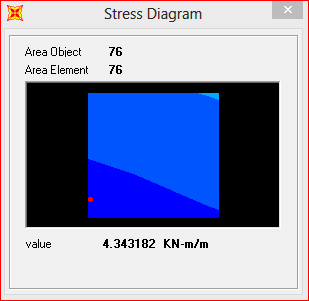 Stress Diagram
Area Object 76
Area Element 76
value 4.343182 KN-m/m